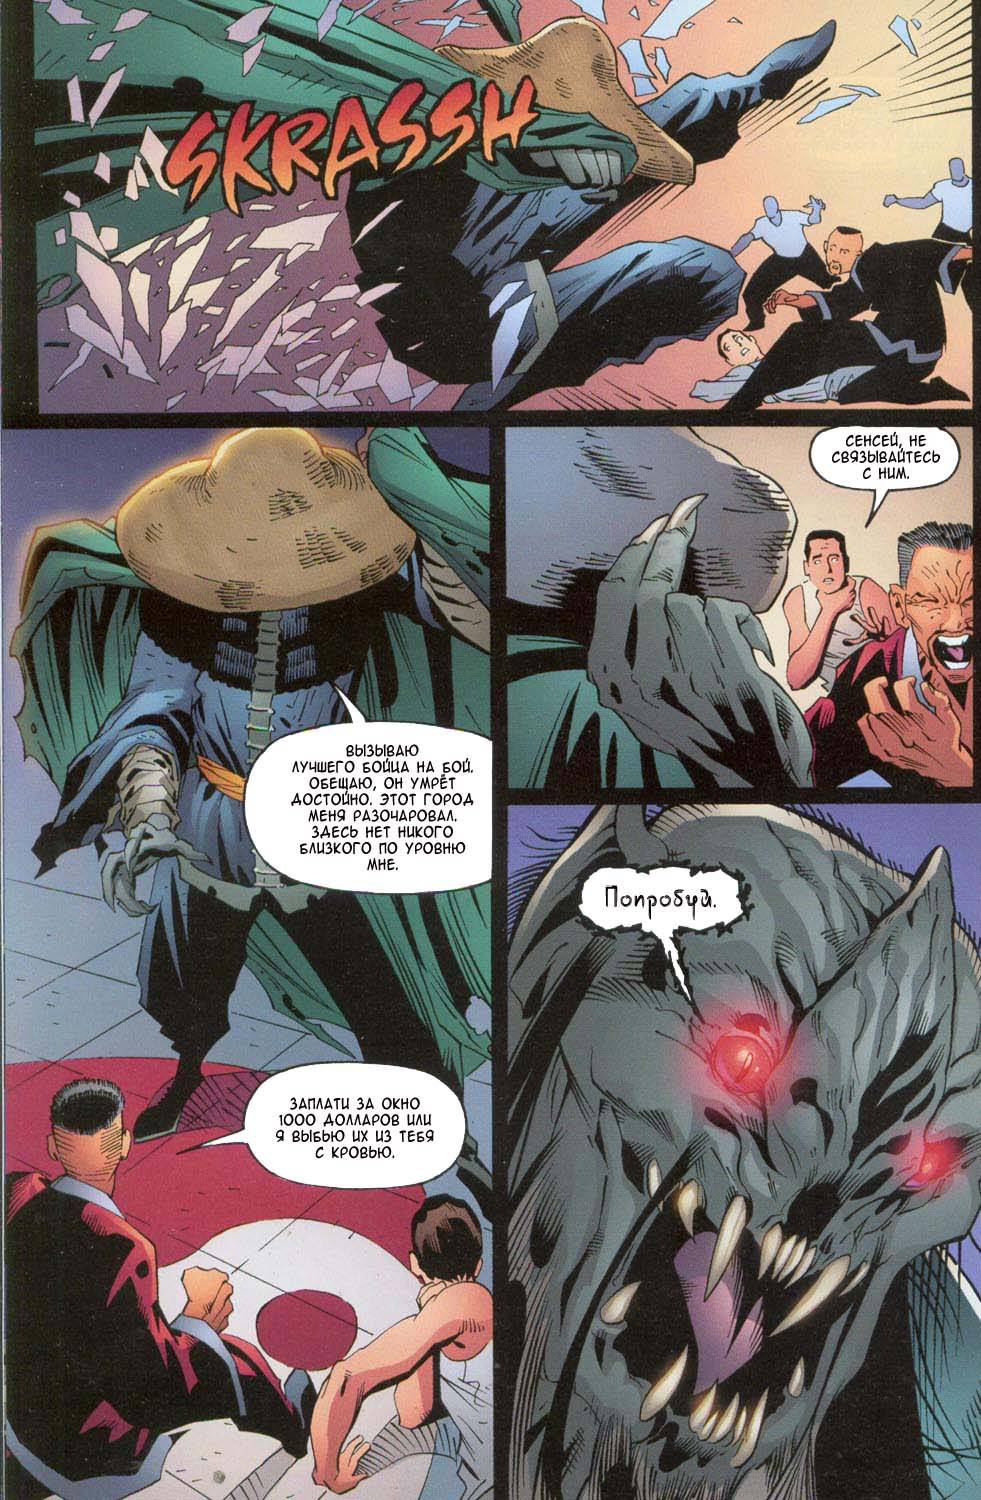 SKRASSH
ВЫЗЫВАЮ
ЛУЧШЕГО БОЙЦА НА БОЙ.
ОБЕЩАЮ, ОН УМРЁТ
ДОСТОЙНО. ЭТОТ ГОРОД
МЕНЯ РАЗОЧАРОВАЛ.
ЗДЕСЬ НЕТ НИКОГО
БЛИЗКОГО ПО УРОВНЮ
МНЕ.
ЗАПЛАТИ ЗА ОКНО
1000 ДОЛЛАРОВ ИЛИ
Я ВЫБЬЮ ИХ ИЗ ТЕБЯ
С КРОВЬЮ.
СЕНСЕЙ, НЕ
СВЯЗЫВАЙТЕСЬ
С НИМ.
Попробуй.